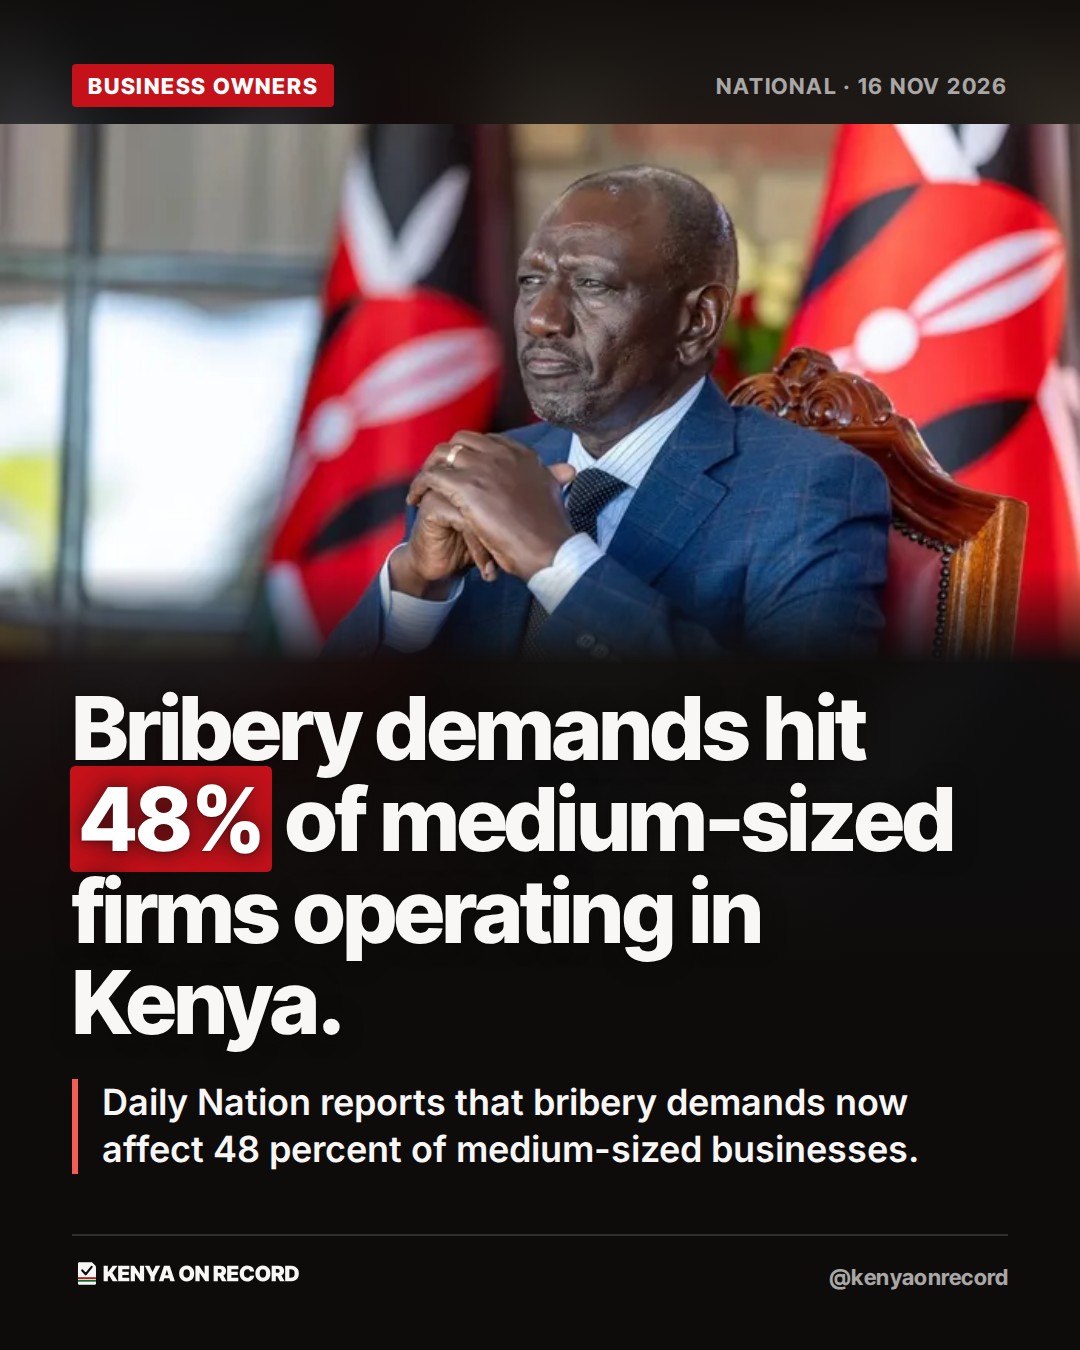 BUSINESS OWNERS
NATIONAL · 16 NOV 2026
Bribery demands hit
48% of medium-sized
firms operating in
Kenya.
Daily Nation reports that bribery demands now
affect 48 percent of medium-sized businesses.
KENYA ON RECORD
@kenyaonrecord